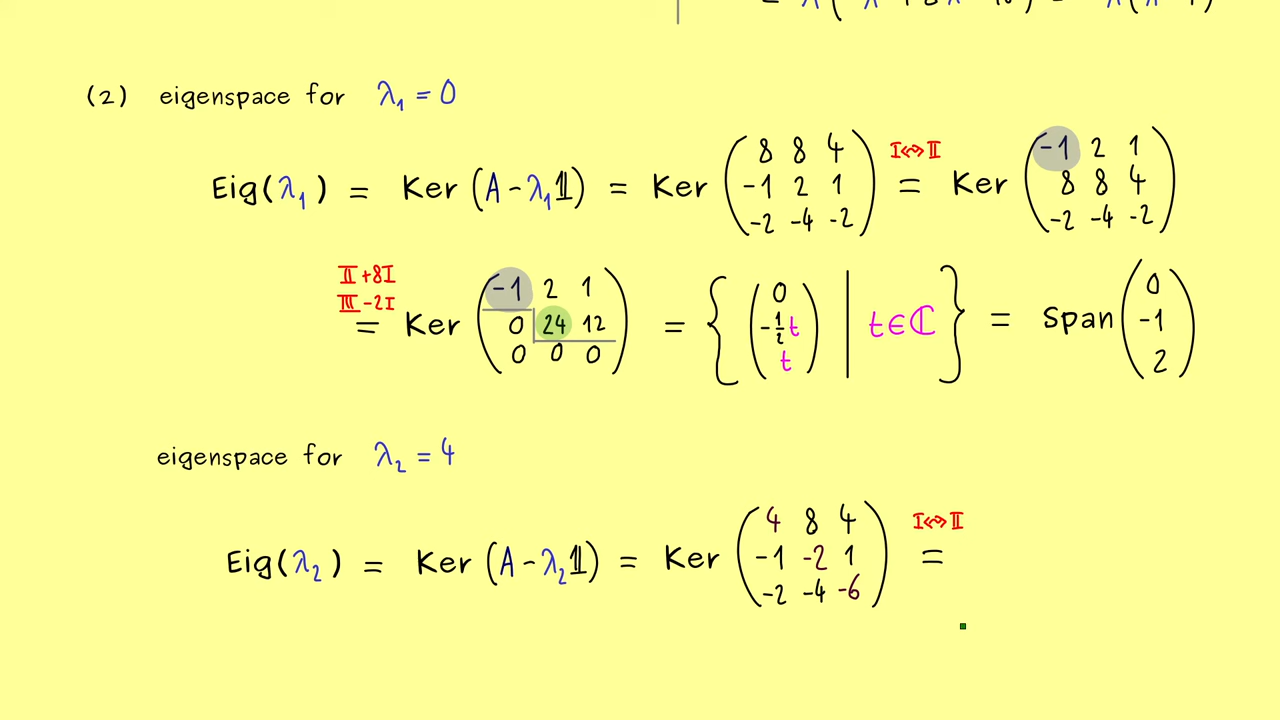 (2) eigenspace for λ₁ = 0
Eig(λ₁) = Ker(A-λ₁𝟙) = Ker ( 8 8 4 ; -1 2 1 ; -2 -4 -2 ) I↔II = Ker ( -1 2 1 ; 8 8 4 ; -2 -4 -2 )
II+8I III-2I = Ker ( -1 2 1 ; 0 24 12 ; 0 0 0 ) = { ( 0 ; -½t ; t ) | t∈ℂ } = Span ( 0 ; -1 ; 2 )
eigenspace for λ₂ = 4
Eig(λ₂) = Ker(A-λ₂𝟙) = Ker ( 4 8 4 ; -1 -2 1 ; -2 -4 -6 ) I↔II =